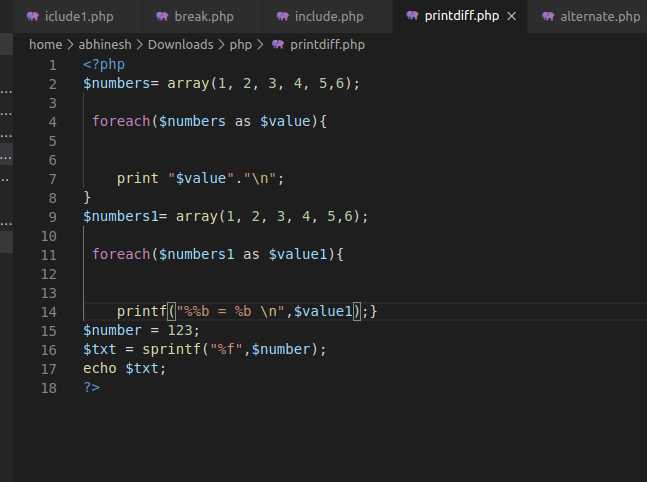 iclude1.php break.php include.php printdiff.php × alternate.php
home > abhinesh > Downloads > php > printdiff.php
1 <?php
2 $numbers= array(1, 2, 3, 4, 5,6);
3
4 foreach($numbers as $value){
5
6
7 print "$value"."\n";
8 }
9 $numbers1= array(1, 2, 3, 4, 5,6);
10
11 foreach($numbers1 as $value1){
12
13
14 printf("%%b = %b \n",$value1);}
15 $number = 123;
16 $txt = sprintf("%f",$number);
17 echo $txt;
18 ?>